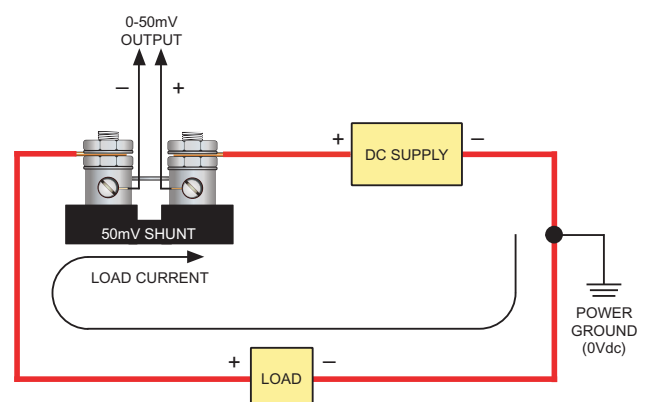 0-50mV
OUTPUT
– +
+ DC SUPPLY –
50mV SHUNT
LOAD CURRENT
POWER
GROUND
(0Vdc)
+ LOAD –